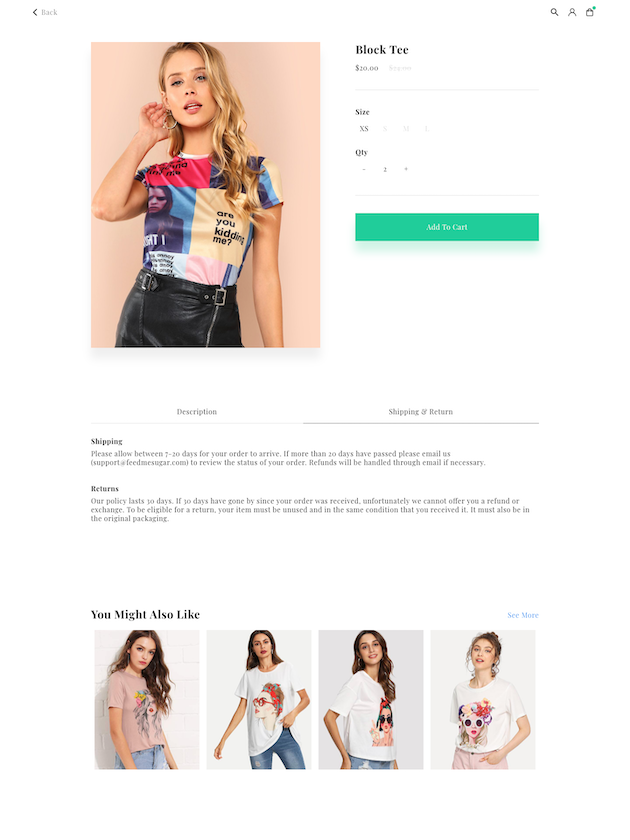 Back
Block Tee
$20.00 $25.00
Size
XS S M L
Qty
- 2 +
Add To Cart
are
you
kidding
me?
Description Shipping & Return
Shipping
Please allow between 7-20 days for your order to arrive. If more than 20 days have passed please email us
(support@feedmesugar.com) to review the status of your order. Refunds will be handled through email if necessary.
Returns
Our policy lasts 30 days. If 30 days have gone by since your order was received, unfortunately we cannot offer you a refund or
exchange. To be eligible for a return, your item must be unused and in the same condition that you received it. It must also be in
the original packaging.
You Might Also Like See More